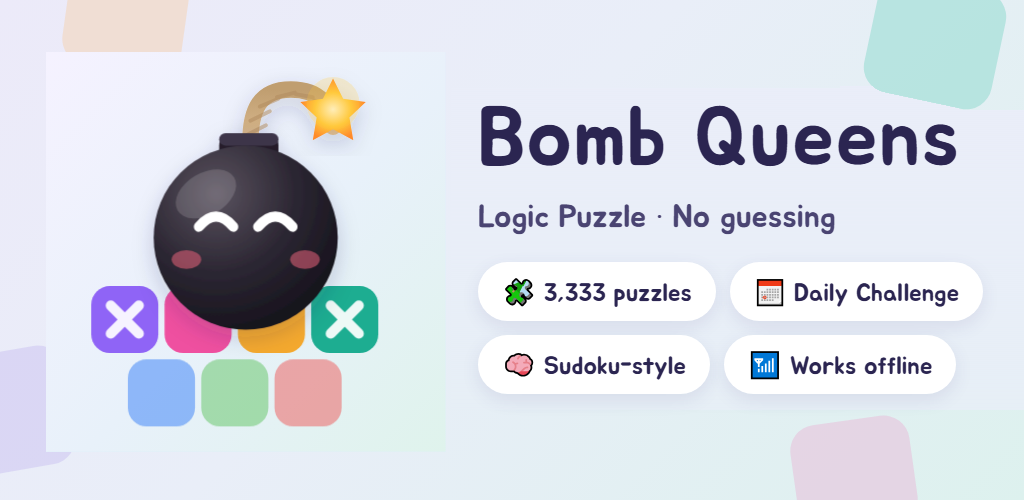 Bomb Queens
Logic Puzzle · No guessing
3,333 puzzles
Daily Challenge
Sudoku-style
Works offline